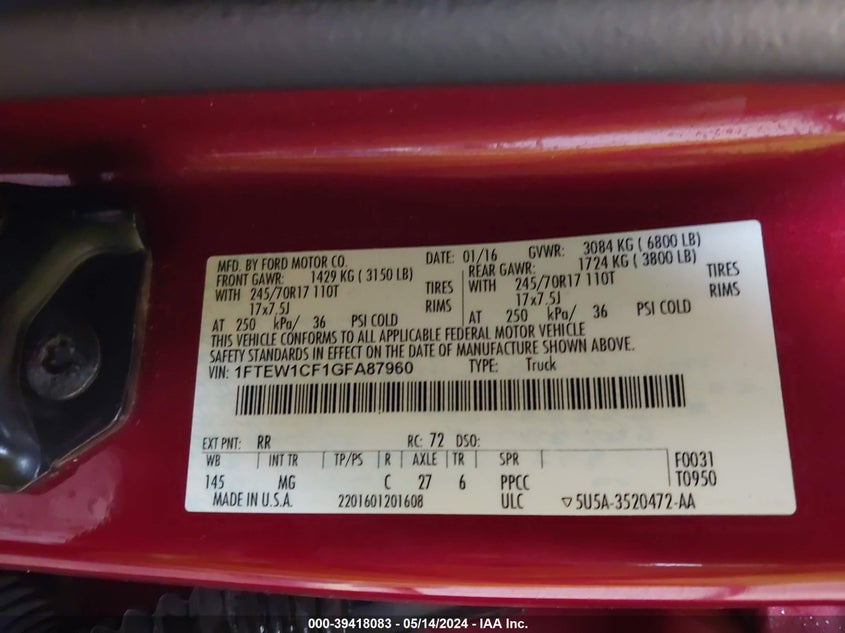 MFD. BY FORD MOTOR CO. DATE: 01/16 GVWR: 3084 KG ( 6800 LB)
FRONT GAWR: 1429 KG ( 3150 LB) REAR GAWR: 1724 KG ( 3800 LB)
WITH 245/70R17 110T TIRES WITH 245/70R17 110T TIRES
17x7.5J RIMS 17x7.5J RIMS
AT 250 kPa/ 36 PSI COLD AT 250 kPa/ 36 PSI COLD
THIS VEHICLE CONFORMS TO ALL APPLICABLE FEDERAL MOTOR VEHICLE
SAFETY STANDARDS IN EFFECT ON THE DATE OF MANUFACTURE SHOWN ABOVE.
VIN: 1FTEW1CF1GFA87960 TYPE: Truck
EXT PNT: RR RC: 72 DSO:
WB INT TR TP/PS R AXLE TR SPR F0031
145 MG C 27 6 PPCC T0950
MADE IN U.S.A. 2201601201608 ULC ▽5U5A-3520472-AA
000-39418083 - 05/14/2024 - IAA Inc.